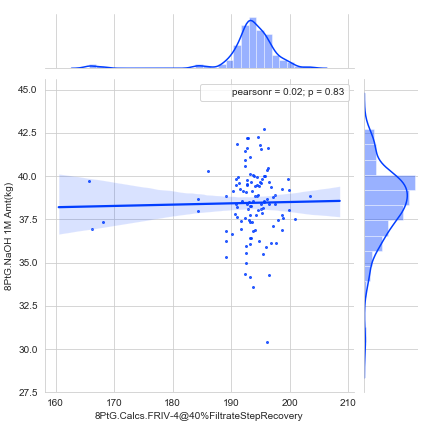 pearsonr = 0.02; p = 0.83
45.0
42.5
40.0
37.5
35.0
32.5
30.0
27.5
8PtG.NaOH 1M Amt(kg)
160 170 180 190 200 210
8PtG.Calcs.FRIV-4@40%FiltrateStepRecovery